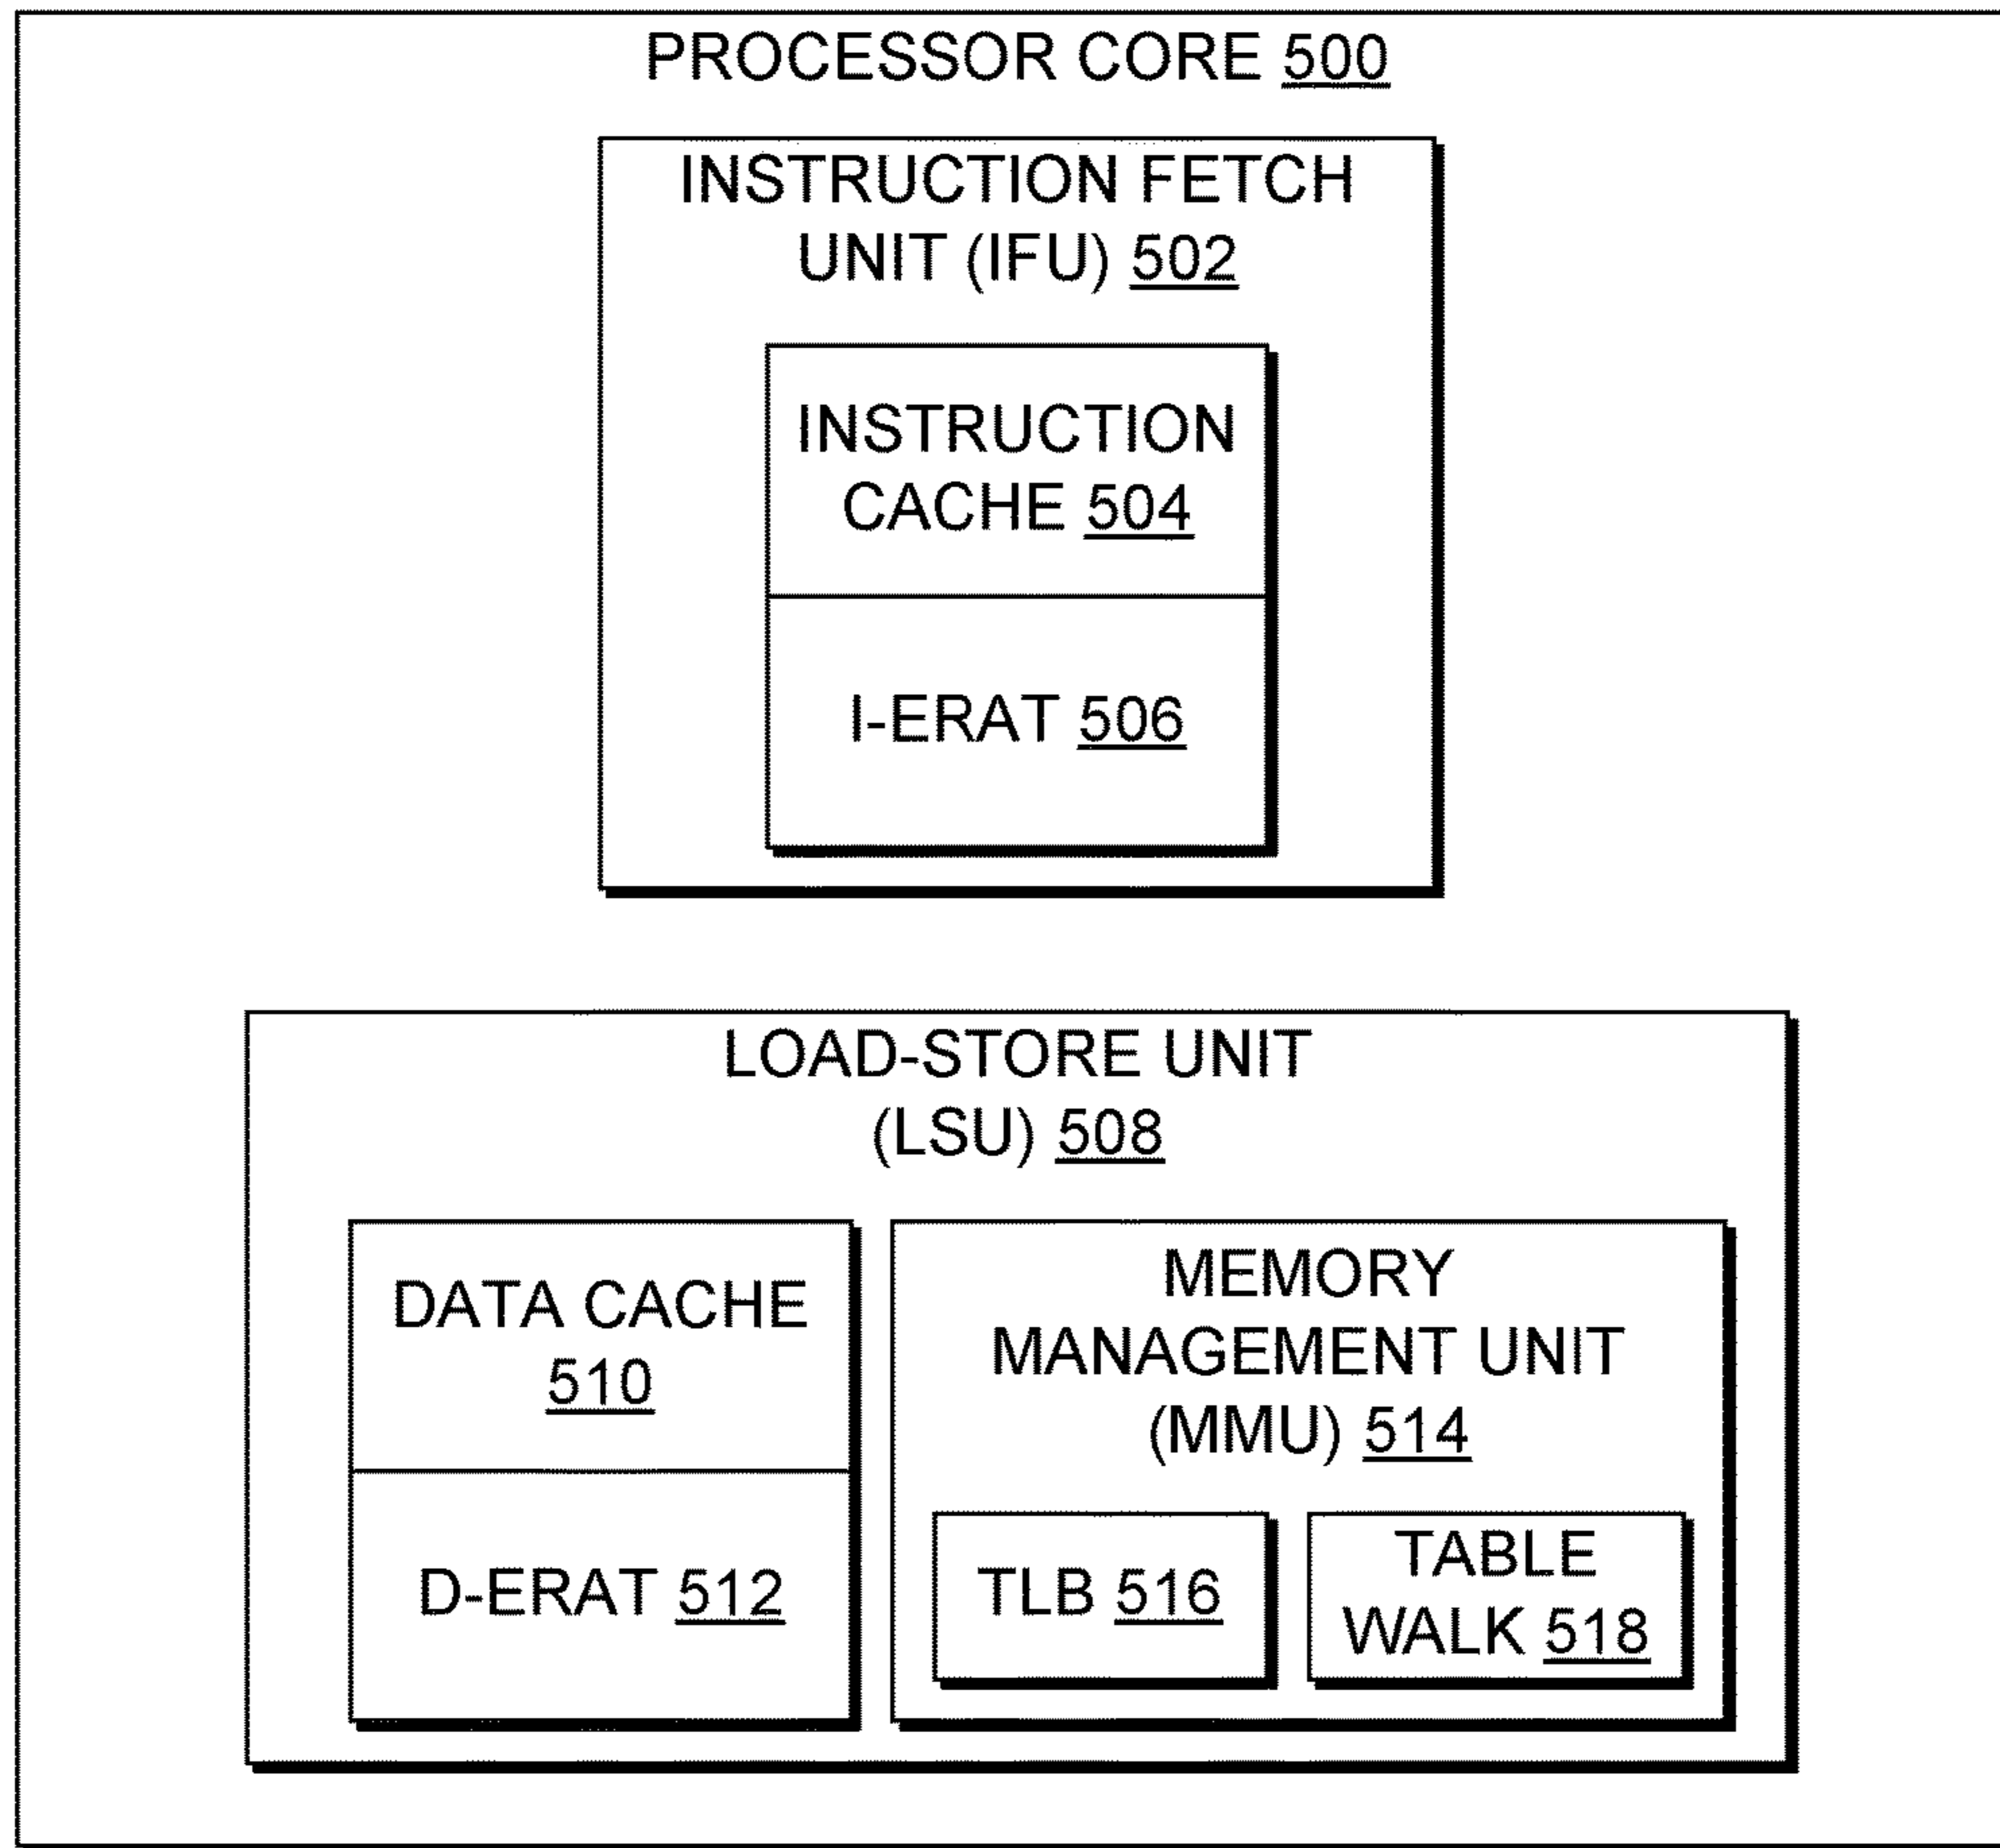 PROCESSOR CORE 500
INSTRUCTION FETCH
UNIT (IFU) 502
INSTRUCTION
CACHE 504
I-ERAT 506
LOAD-STORE UNIT
(LSU) 508
DATA CACHE
510
D-ERAT 512
MEMORY
MANAGEMENT UNIT
(MMU) 514
TLB 516
TABLE
WALK 518